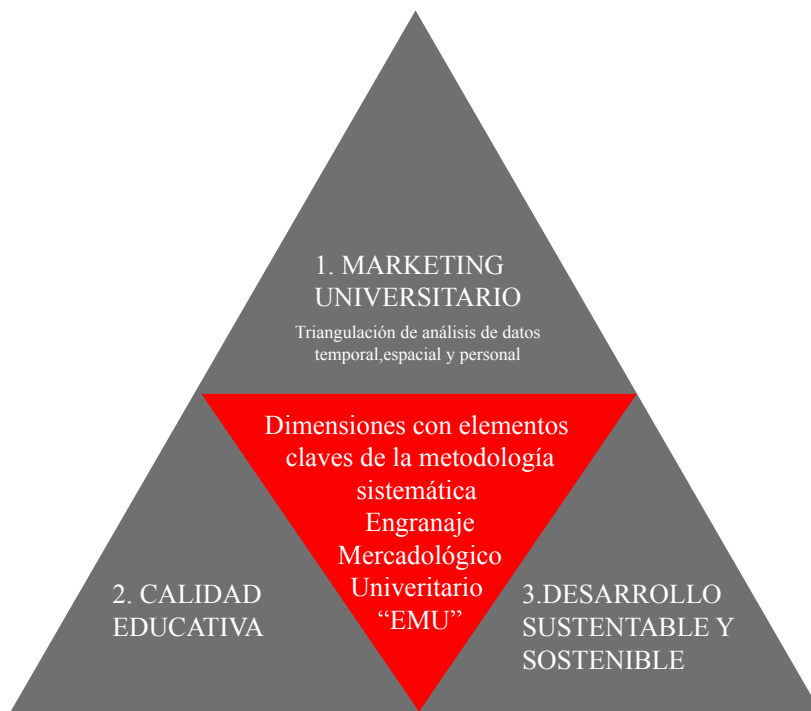 1. MARKETING
UNIVERSITARIO
Triangulación de análisis de datos
temporal,espacial y personal
Dimensiones con elementos
claves de la metodología
sistemática
Engranaje
Mercadológico
Univeritario
“EMU”
2. CALIDAD
EDUCATIVA
3.DESARROLLO
SUSTENTABLE Y
SOSTENIBLE